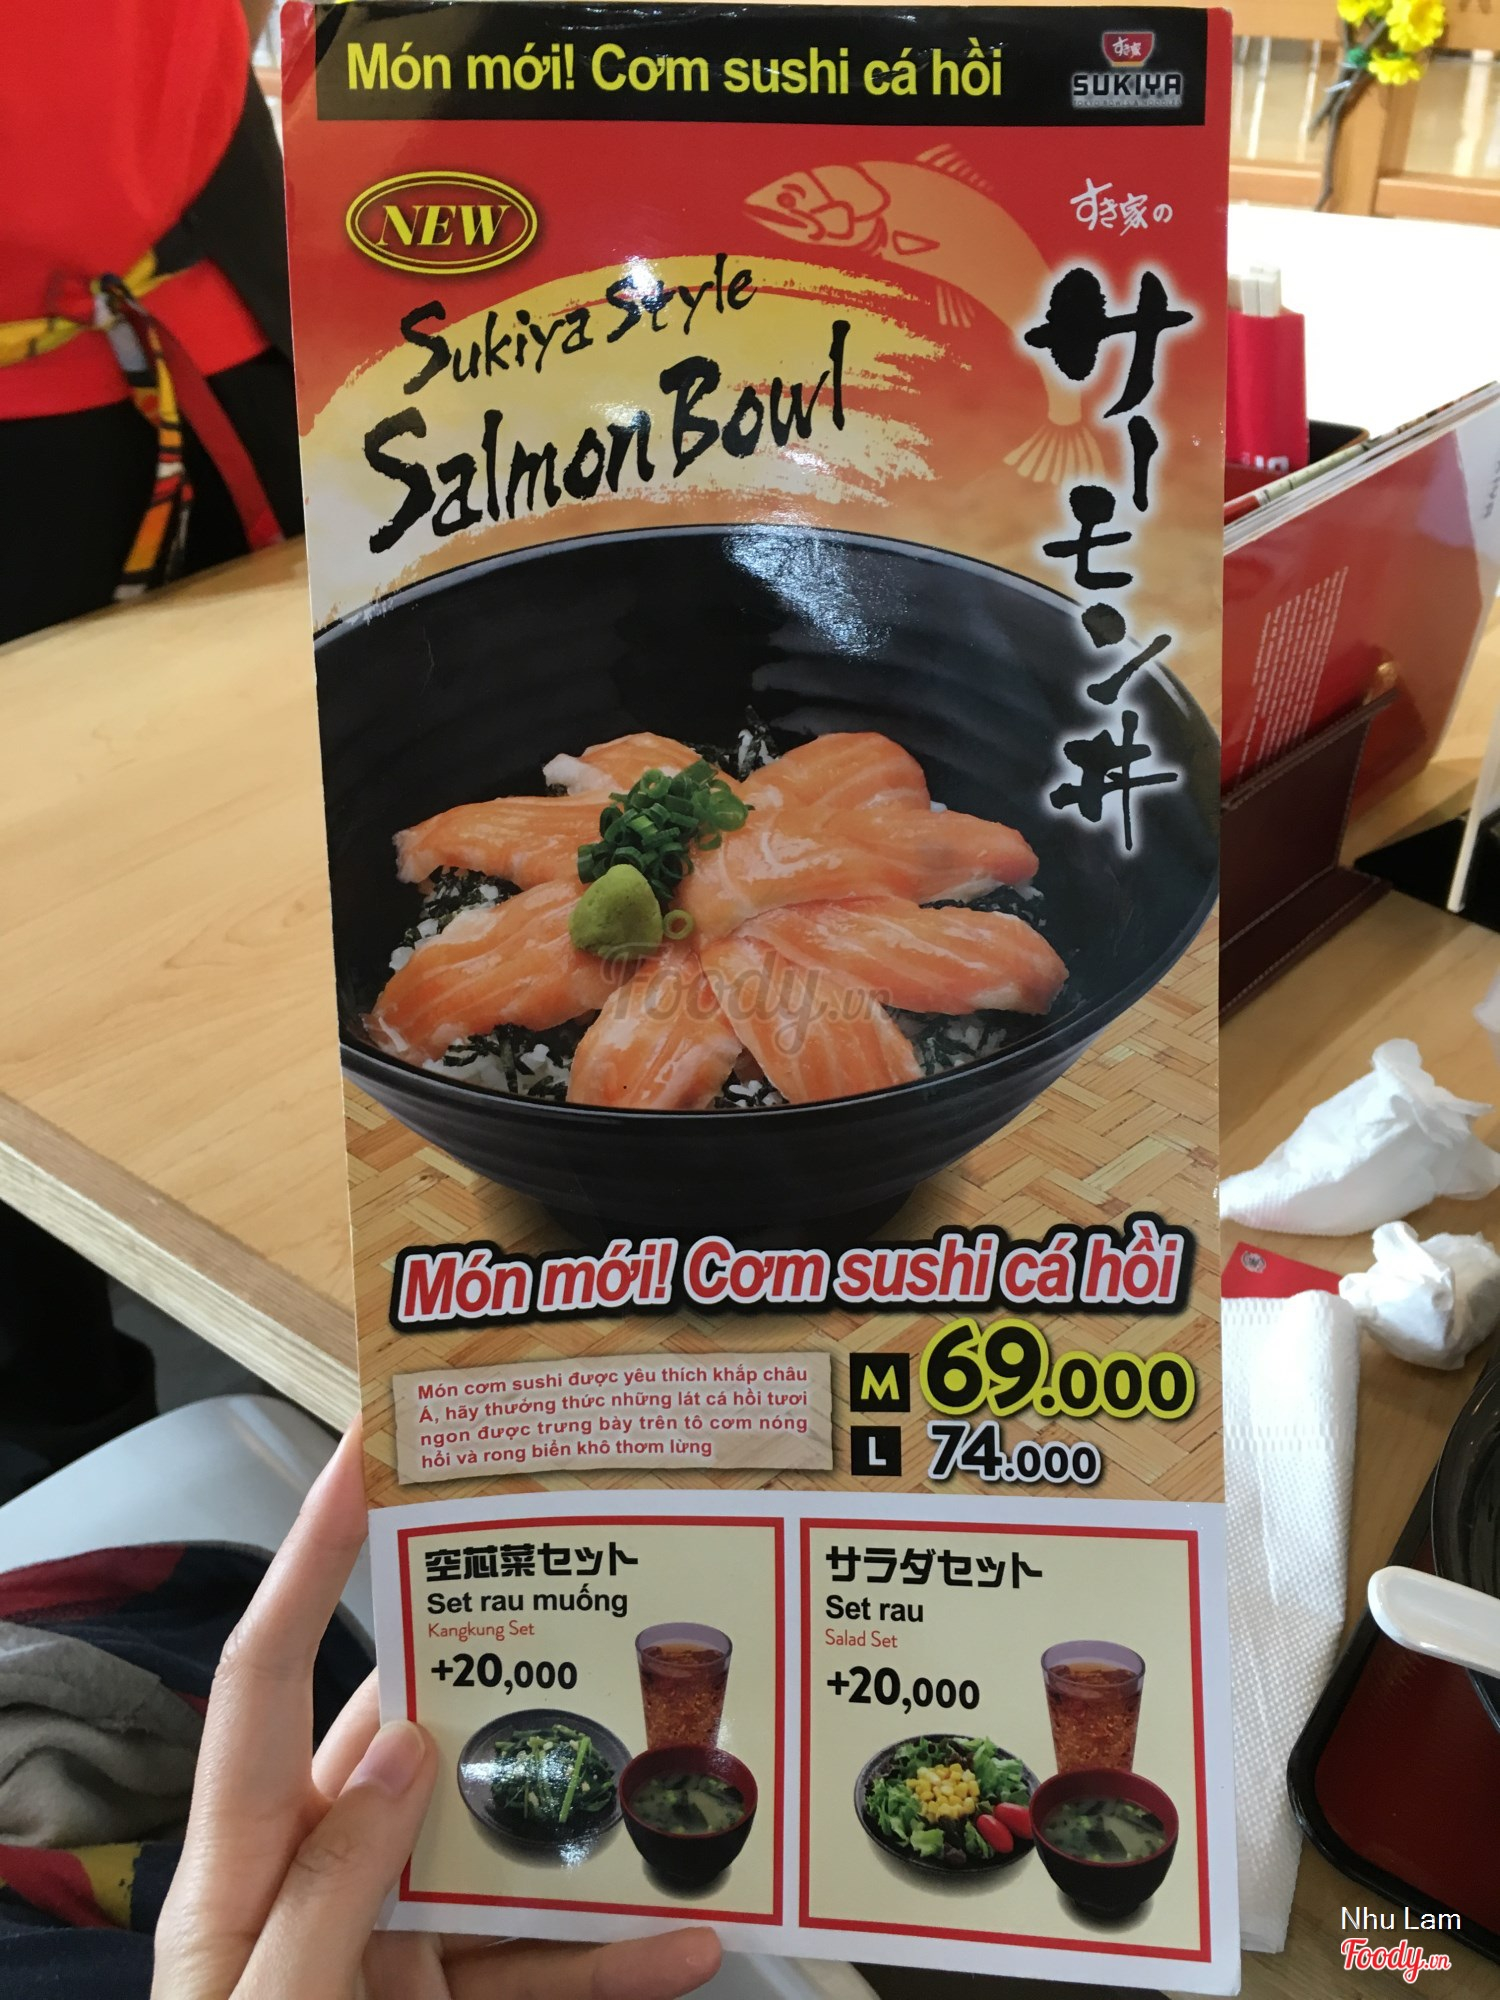 Món mới! Cơm sushi cá hồi
すき家
SUKIYA
NEW
Sukiya Style
Salmon Bowl
すき家の
サーモン丼
Foody.vn
Món mới! Cơm sushi cá hồi
Món cơm sushi được yêu thích khắp châu
Á, hãy thưởng thức những lát cá hồi tươi
ngon được trưng bày trên tô cơm nóng
hổi và rong biển khô thơm lừng
M 69.000
L 74.000
空芯菜セット
Set rau muống
Kangkung Set
+20,000
サラダセット
Set rau
Salad Set
+20,000
Nhu Lam
Foody.vn